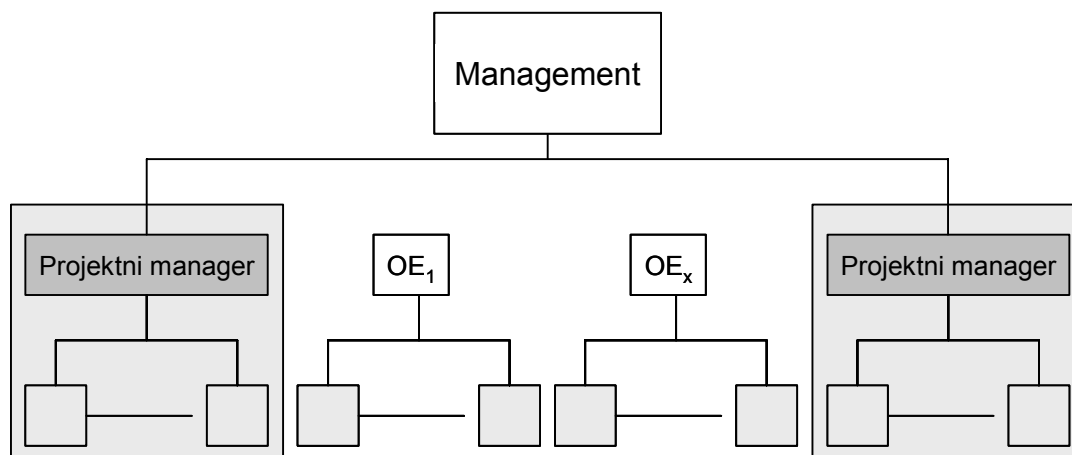 Management
Projektni manager
OE₁
OEₓ
Projektni manager